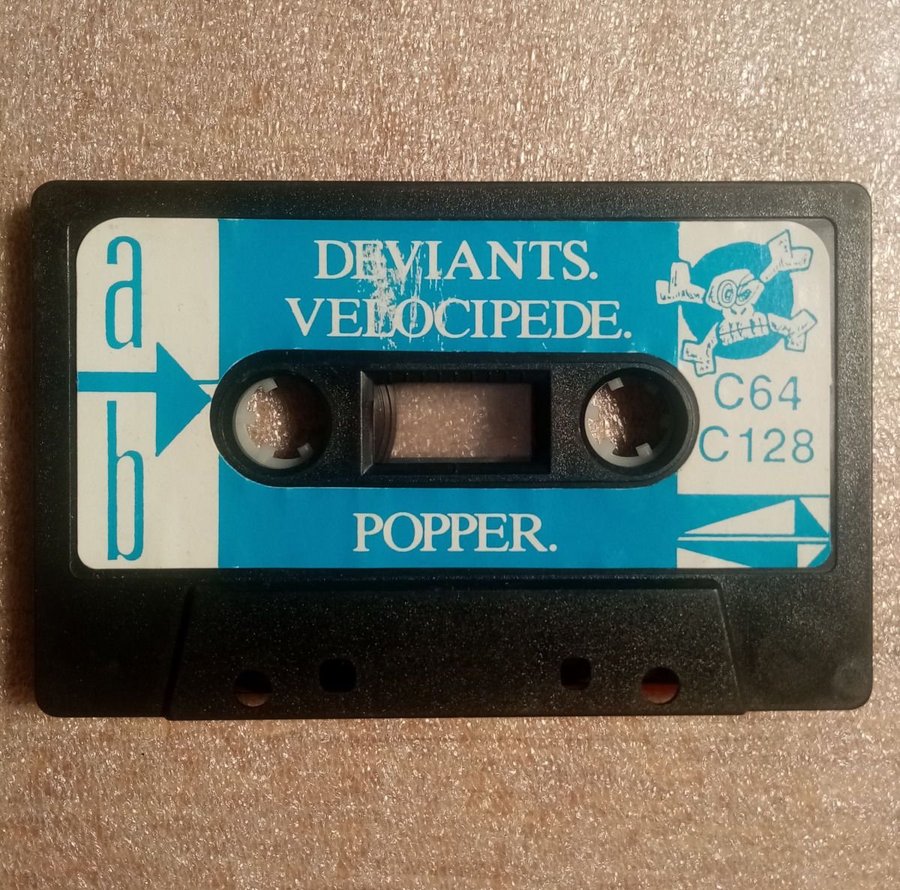 a
DEVIANTS.
VELOCIPEDE.
C64
C128
b
POPPER.